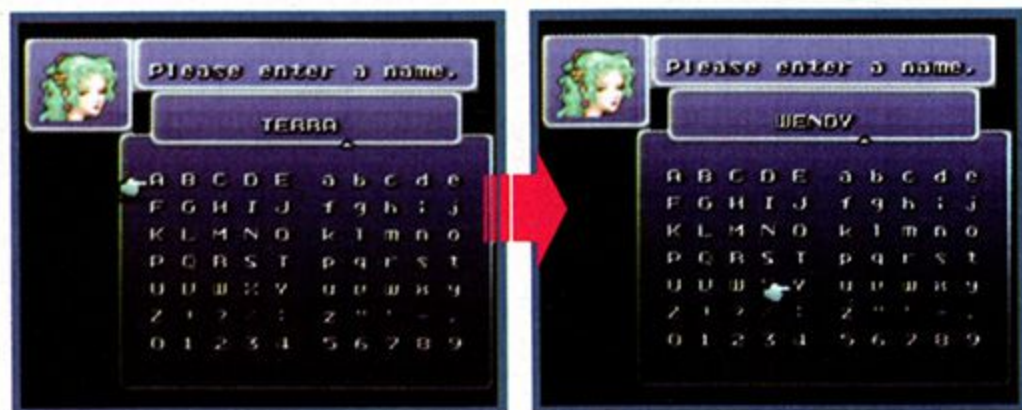 Please enter a name.
TERRA
A B C D E a b c d e
F G H I J f g h i j
K L M N O k l m n o
P Q R S T p q r s t
U V W X Y u v w x y
Z ! ? / : z " ' - .
0 1 2 3 4 5 6 7 8 9
Please enter a name.
WENDY
A B C D E a b c d e
F G H I J f g h i j
K L M N O k l m n o
P Q R S T p q r s t
U V W Y u v w x y
Z ! ? / : z " ' - .
0 1 2 3 4 5 6 7 8 9